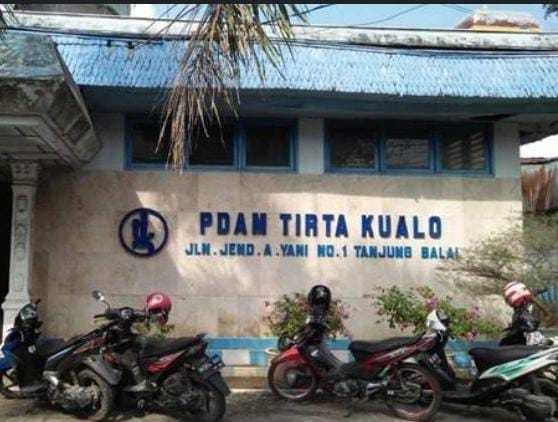 PDAM TIRTA KUALO
JLN.JEND.A.YANI NO.1 TANJUNG BALAI